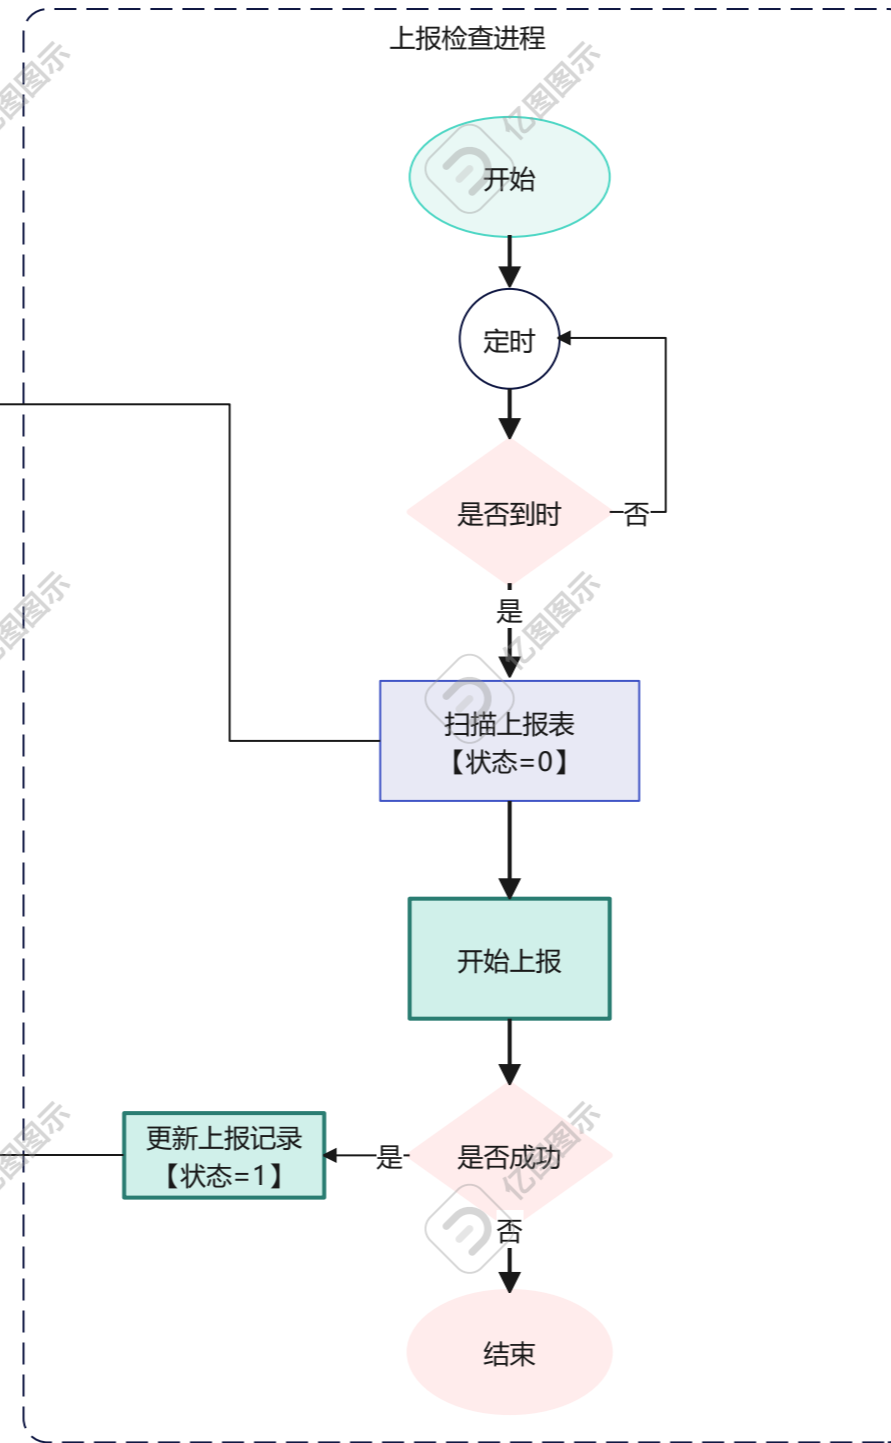 上报检查进程
亿图图示
亿图图示
开始
定时
是否到时
否
是
亿图图示
亿图图示
扫描上报表
【状态=0】
开始上报
亿图图示
亿图图示
更新上报记录
【状态=1】
是
是否成功
否
结束